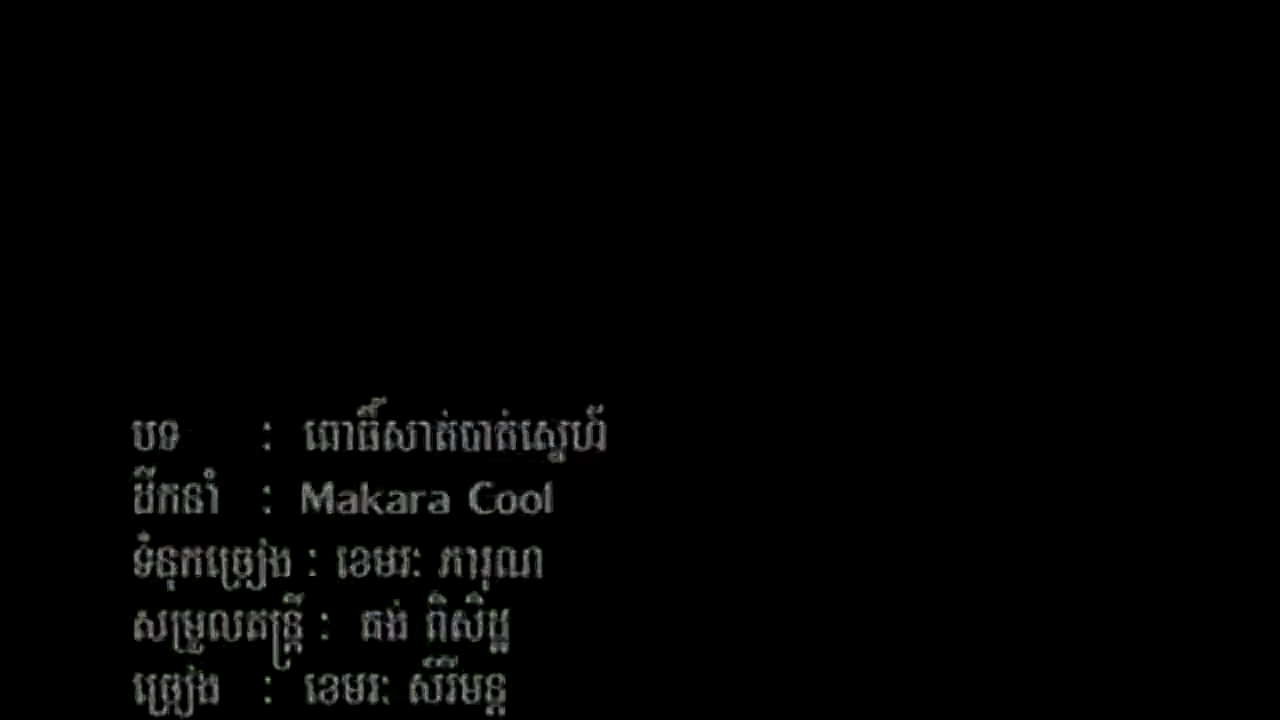 បទ : ពោធិ៍សាត់បាត់ស្នេហ៍
ដឹកនាំ : Makara Cool
ទំនុកច្រៀង : ខេមរៈ ភារុណ
សម្រួលតន្ត្រី : គង់ ពិសិដ្ឋ
ច្រៀង : ខេមរៈ សិរីមន្ត